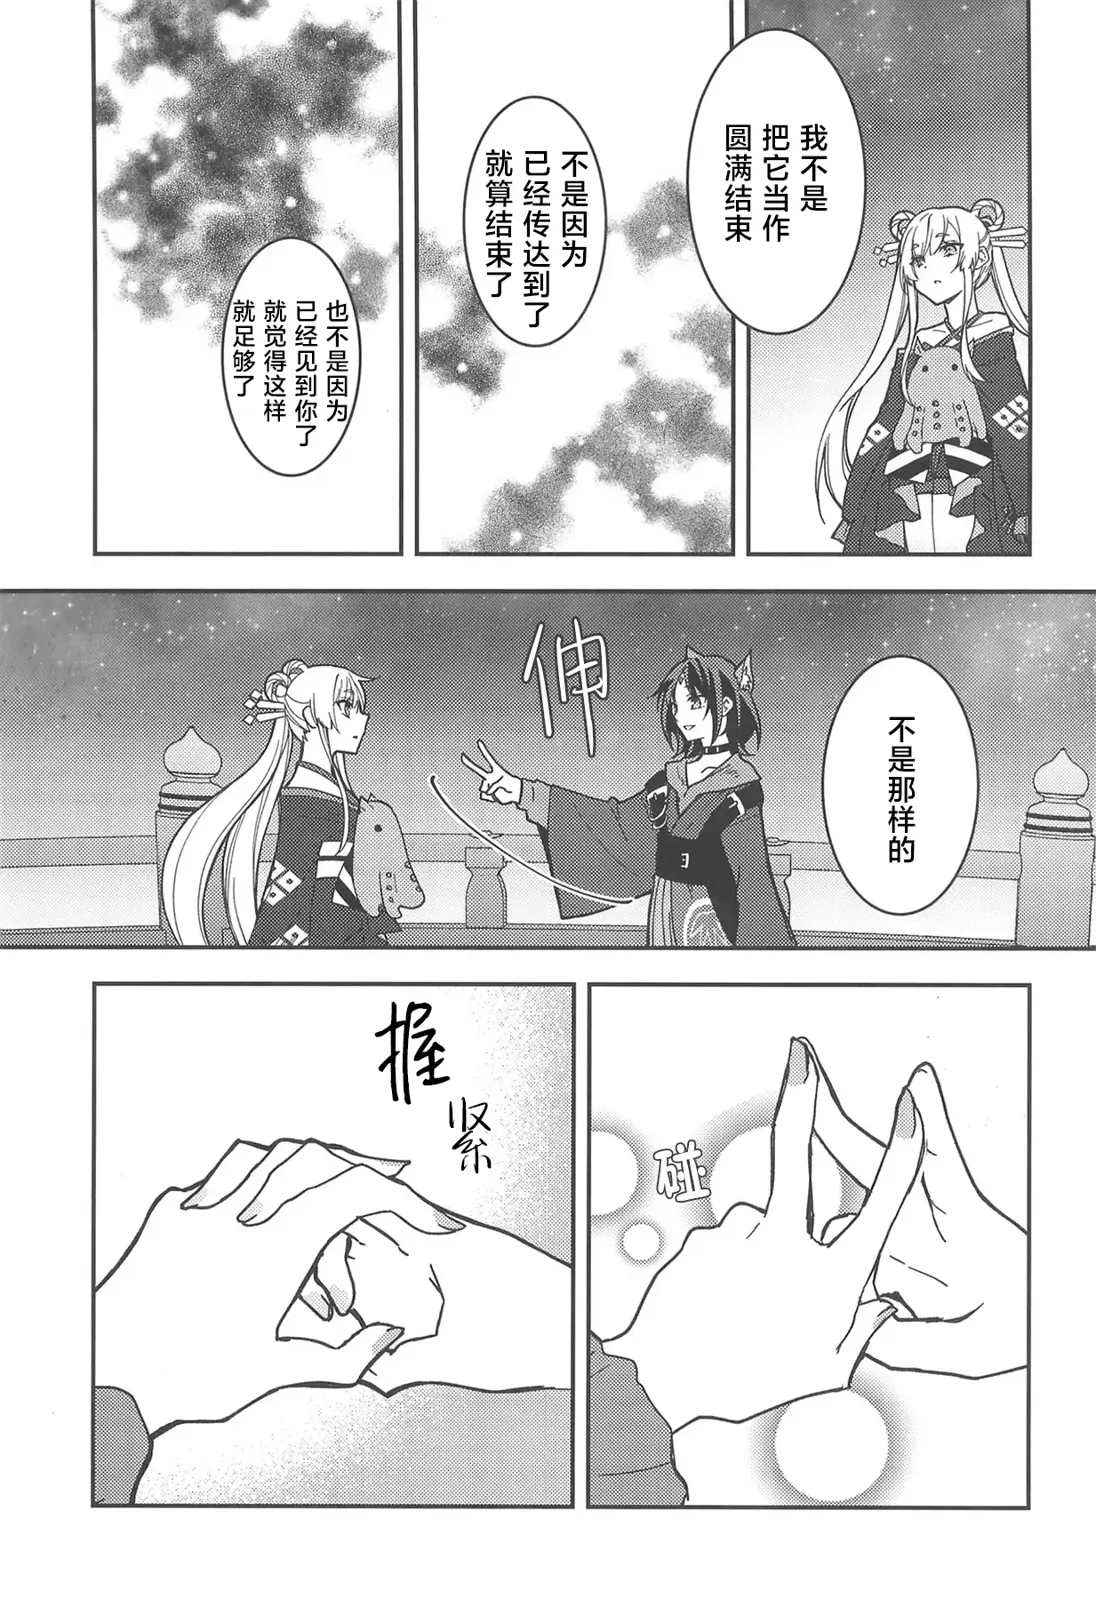 我不是
把它当作
圆满结束
不是因为
已经传达到了
就算结束了
也不是因为
已经见到你了
就觉得这样
就足够了
不是那样的
伸
碰
握
紧